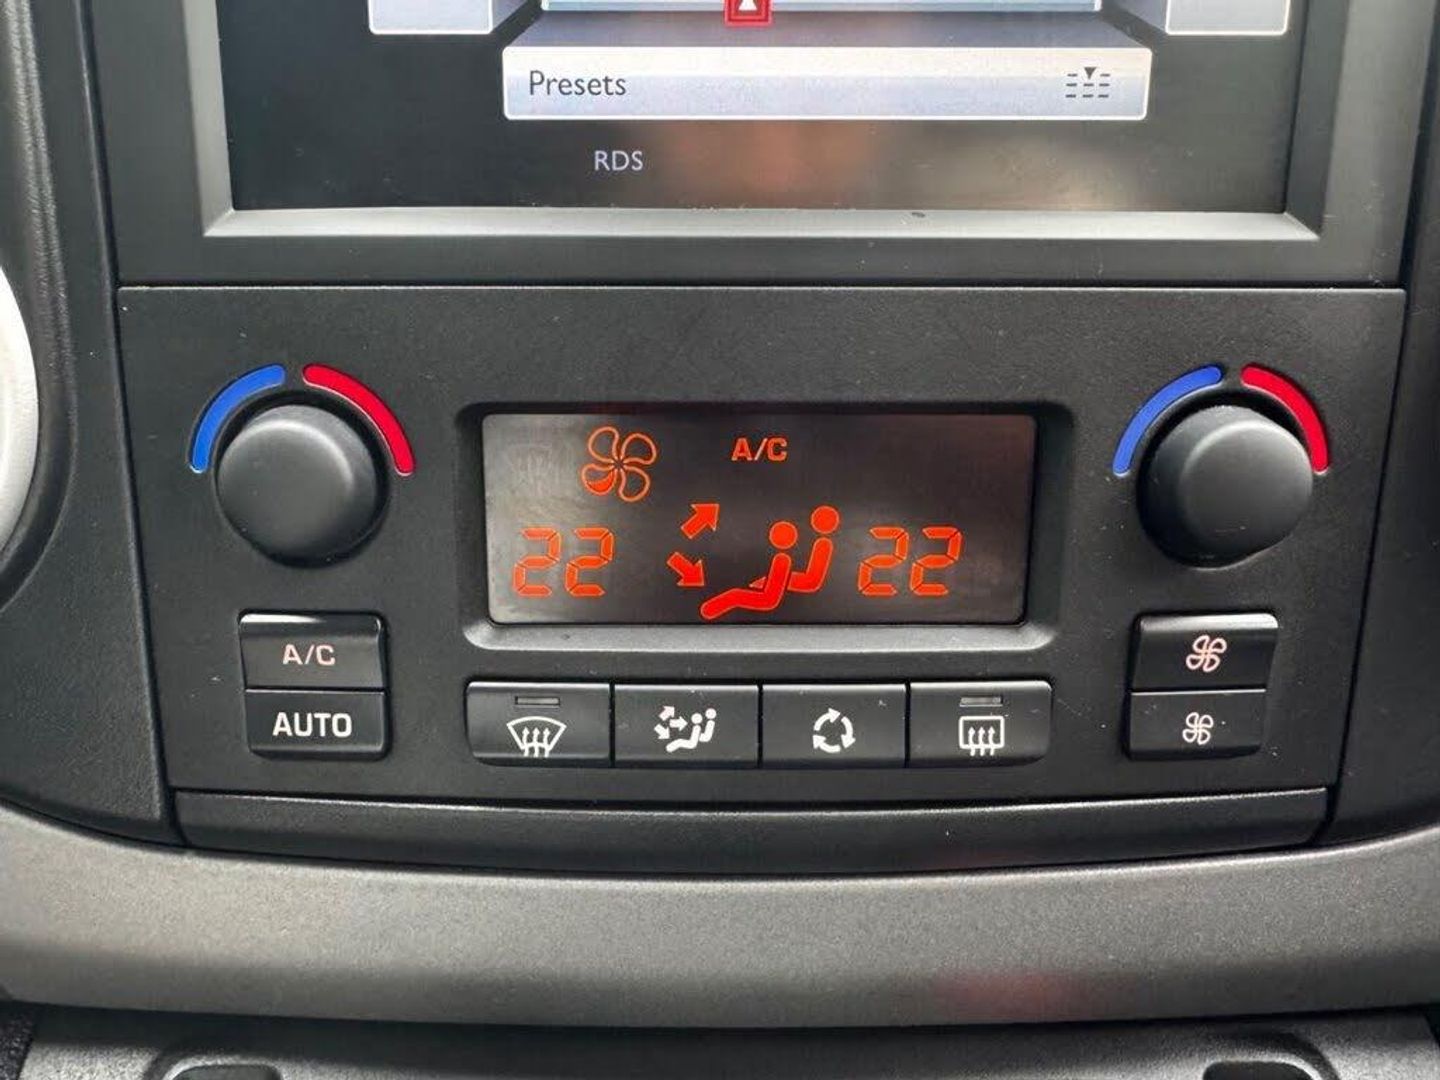 Presets
RDS
A/C
22 22
A/C
AUTO